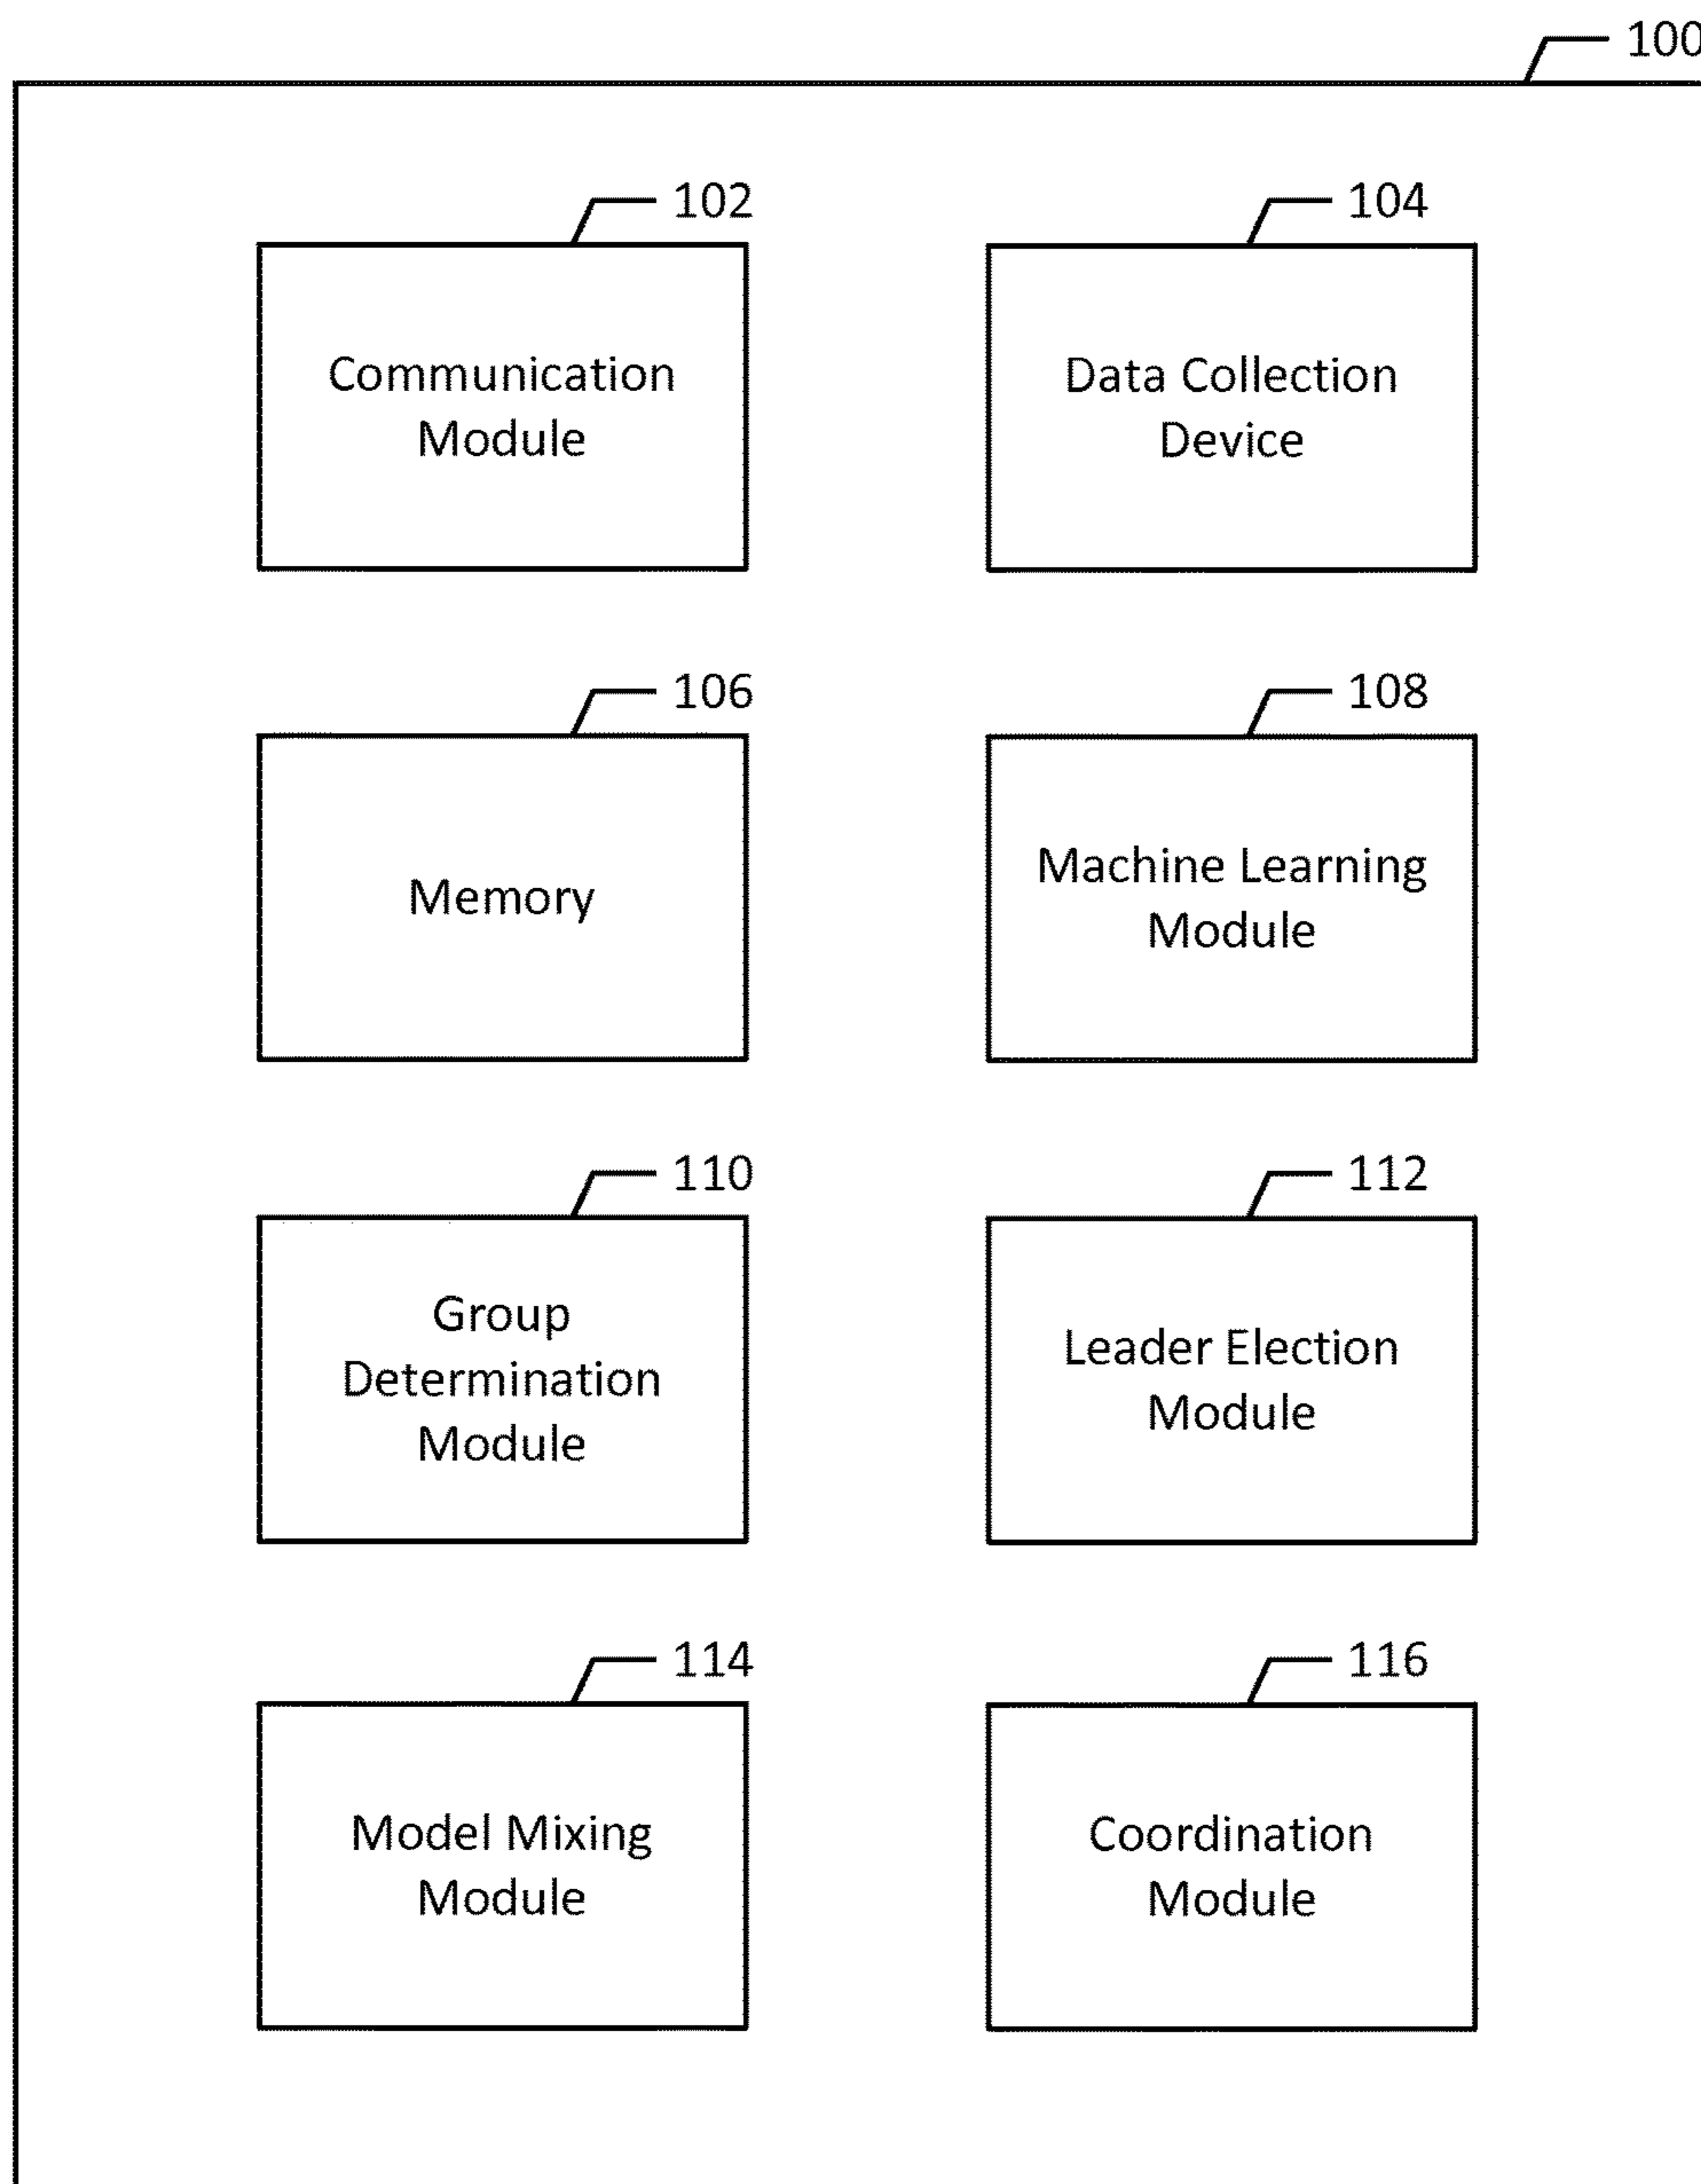 100
102
104
Communication
Module
Data Collection
Device
106
108
Memory
Machine Learning
Module
110
112
Group
Determination
Module
Leader Election
Module
114
116
Model Mixing
Module
Coordination
Module